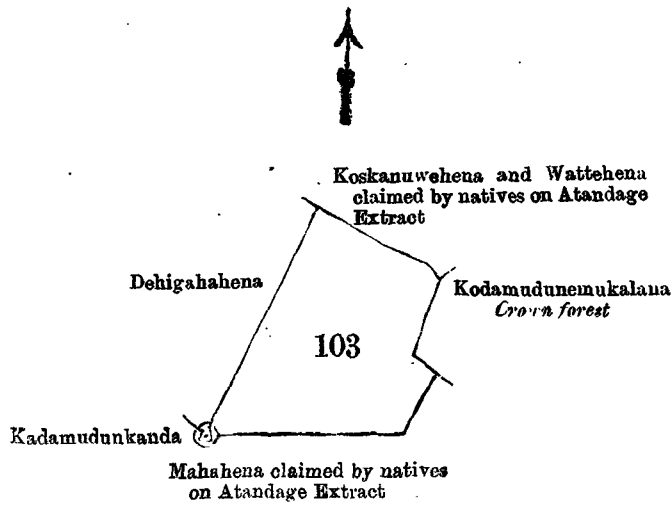 Koskanuwehena and Wattehena
claimed by natives on Atandage
Extract
Dehigahahena
Kodamudunemukalana
Crown forest
103
Kadamudunkanda
Mahahena claimed by natives
on Atandage Extract